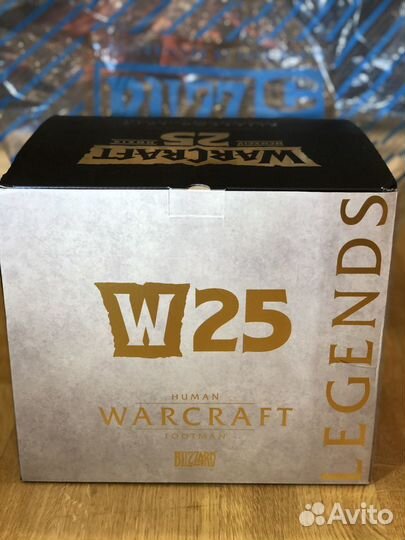 WARCRAFT
25
W25
HUMAN
WARCRAFT
FOOTMAN
BLIZZARD
LEGENDS
Avito